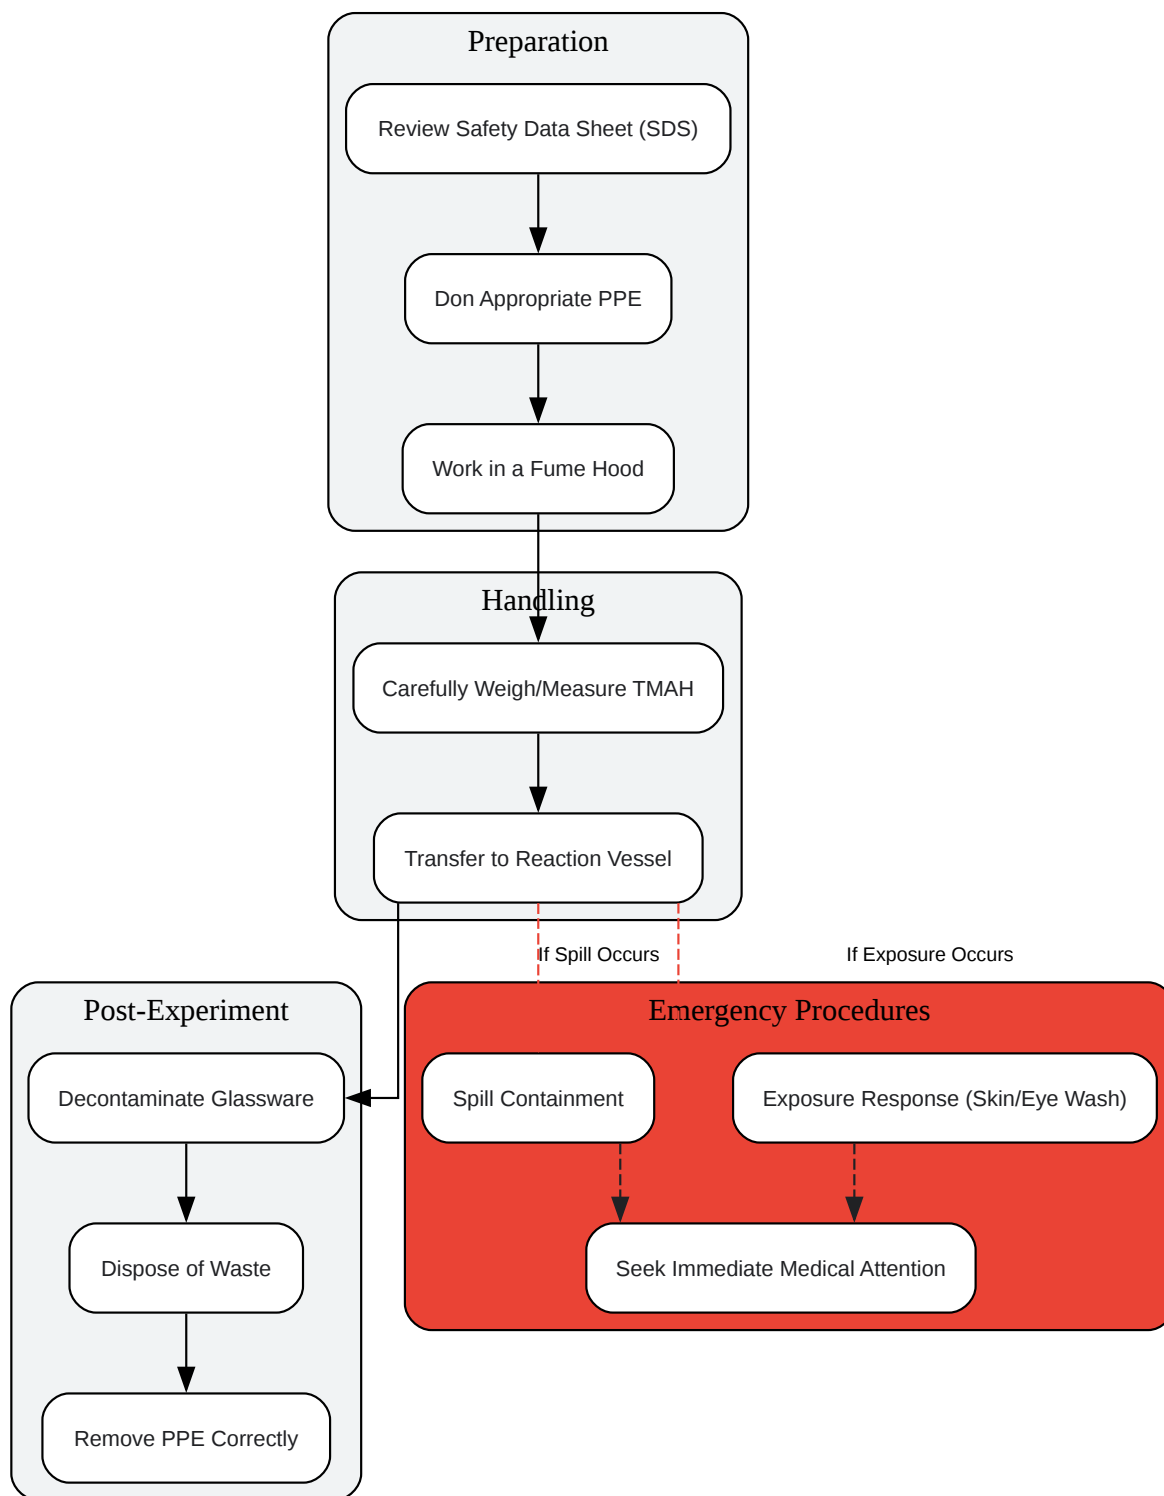 Preparation
Review Safety Data Sheet (SDS)
Don Appropriate PPE
Work in a Fume Hood
Handling
Carefully Weigh/Measure TMAH
Transfer to Reaction Vessel
If Spill Occurs
If Exposure Occurs
Post-Experiment
Decontaminate Glassware
Dispose of Waste
Remove PPE Correctly
Emergency Procedures
Spill Containment
Exposure Response (Skin/Eye Wash)
Seek Immediate Medical Attention